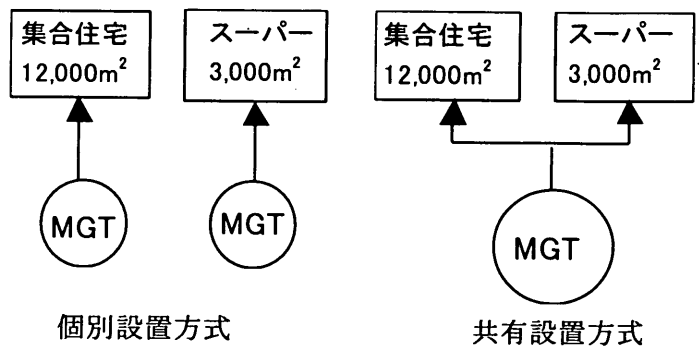 集合住宅
12,000m²
スーパー
3,000m²
集合住宅
12,000m²
スーパー
3,000m²
MGT
MGT
MGT
個別設置方式
共有設置方式